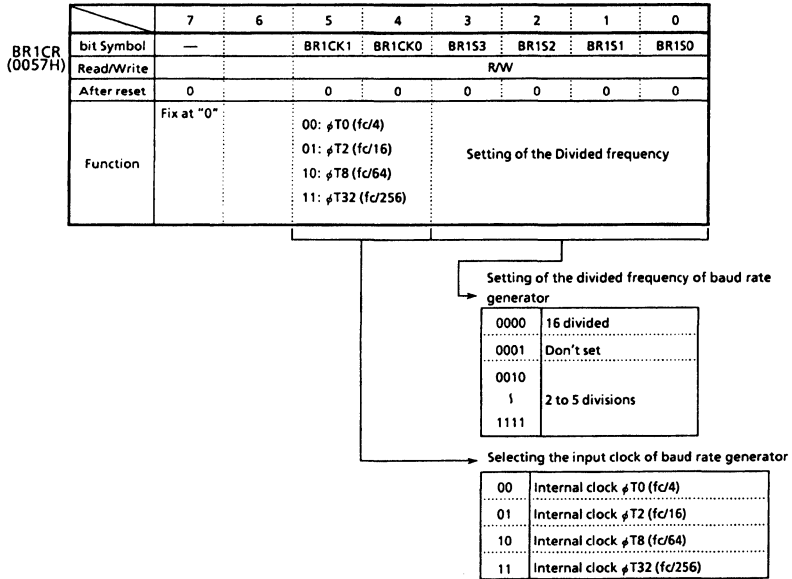 7 6 5 4 3 2 1 0
BR1CR
(0057H)
bit Symbol — BR1CK1 BR1CK0 BR1S3 BR1S2 BR1S1 BR1S0
Read/Write R/W
After reset 0 0 0 0 0 0 0
Function
Fix at "0"
00: ϕT0 (fc/4)
01: ϕT2 (fc/16)
10: ϕT8 (fc/64)
11: ϕT32 (fc/256)
Setting of the Divided frequency
Setting of the divided frequency of baud rate
generator
0000 16 divided
0001 Don't set
0010
≀ 2 to 5 divisions
1111
Selecting the input clock of baud rate generator
00 Internal clock ϕT0 (fc/4)
01 Internal clock ϕT2 (fc/16)
10 Internal clock ϕT8 (fc/64)
11 Internal clock ϕT32 (fc/256)